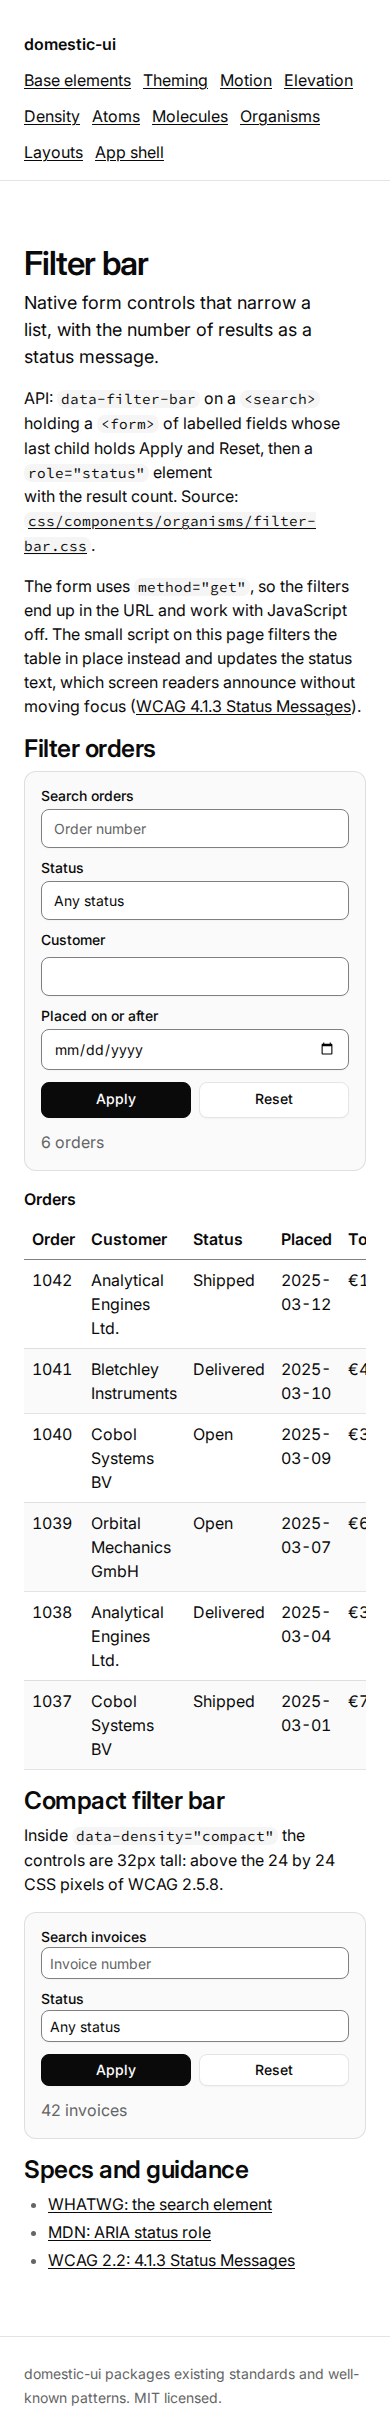 domestic-ui
Base elements Theming Motion Elevation
Density Atoms Molecules Organisms
Layouts App shell
Filter bar
Native form controls that narrow a
list, with the number of results as a
status message.
API: data-filter-bar on a <search>
holding a <form> of labelled fields whose
last child holds Apply and Reset, then a
role="status" element
with the result count. Source:
css/components/organisms/filter-
bar.css.
The form uses method="get", so the filters
end up in the URL and work with JavaScript
off. The small script on this page filters the
table in place instead and updates the status
text, which screen readers announce without
moving focus (WCAG 4.1.3 Status Messages).
Filter orders
Search orders
Order number
Status
Any status
Customer
Placed on or after
mm/dd/yyyy
Apply Reset
6 orders
Orders
Order Customer Status Placed
1042 Analytical Shipped 2025- €1
Engines 03-12
Ltd.
1041 Bletchley Delivered 2025- €4
Instruments 03-10
1040 Cobol Open 2025- €3
Systems 03-09
BV
1039 Orbital Open 2025- €6
Mechanics 03-07
GmbH
1038 Analytical Delivered 2025- €3
Engines 03-04
Ltd.
1037 Cobol Shipped 2025- €7
Systems 03-01
BV
Compact filter bar
Inside data-density="compact" the
controls are 32px tall: above the 24 by 24
CSS pixels of WCAG 2.5.8.
Search invoices
Invoice number
Status
Any status
Apply Reset
42 invoices
Specs and guidance
• WHATWG: the search element
• MDN: ARIA status role
• WCAG 2.2: 4.1.3 Status Messages
domestic-ui packages existing standards and well-
known patterns. MIT licensed.